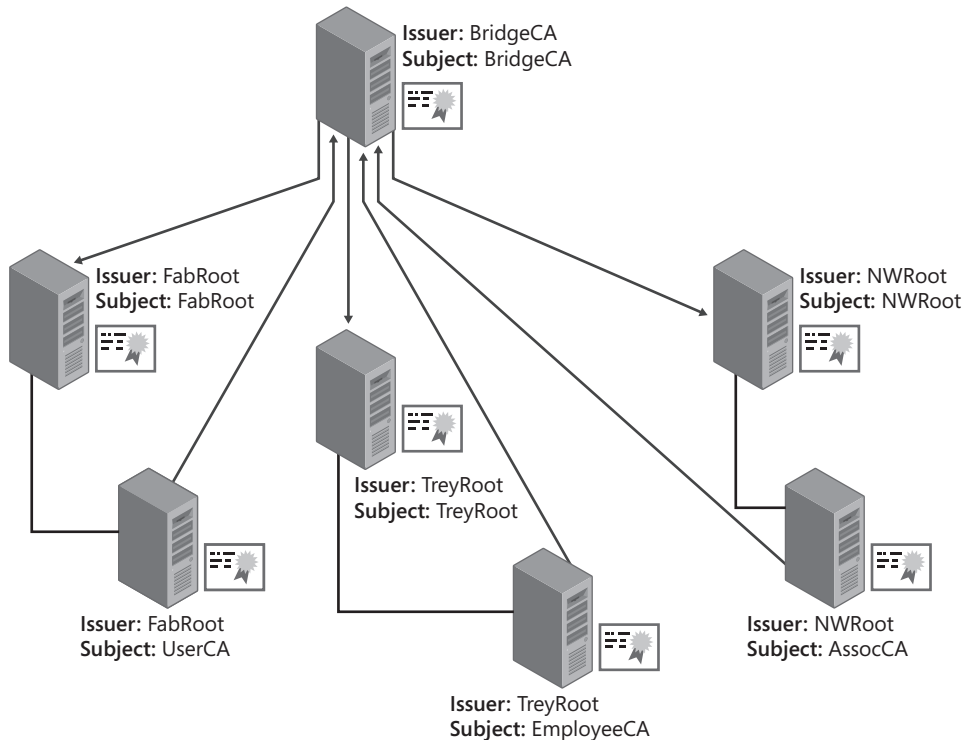 Issuer: BridgeCA
Subject: BridgeCA
Issuer: FabRoot
Subject: FabRoot
Issuer: NWRoot
Subject: NWRoot
Issuer: TreyRoot
Subject: TreyRoot
Issuer: FabRoot
Subject: UserCA
Issuer: NWRoot
Subject: AssocCA
Issuer: TreyRoot
Subject: EmployeeCA